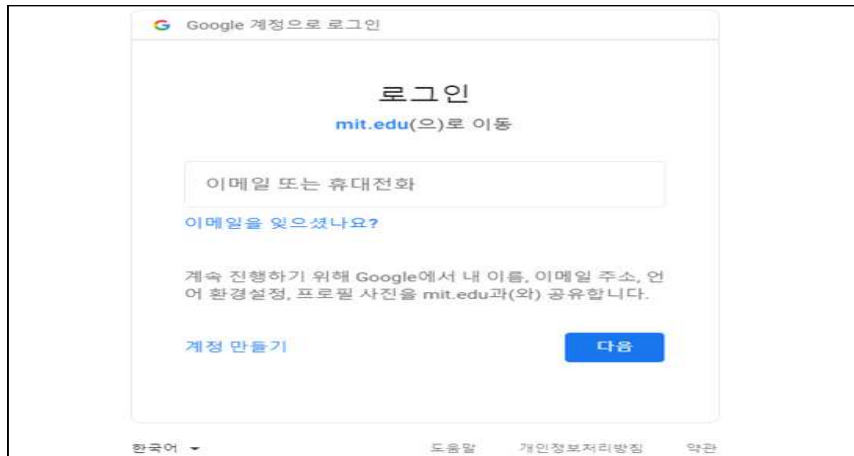 Google 계정으로 로그인
로그인
mit.edu(으)로 이동
이메일 또는 휴대전화
이메일을 잊으셨나요?
계속 진행하기 위해 Google에서 내 이름, 이메일 주소, 언
어 환경설정, 프로필 사진을 mit.edu과(와) 공유합니다.
계정 만들기
다음
한국어
도움말 개인정보처리방침 약관